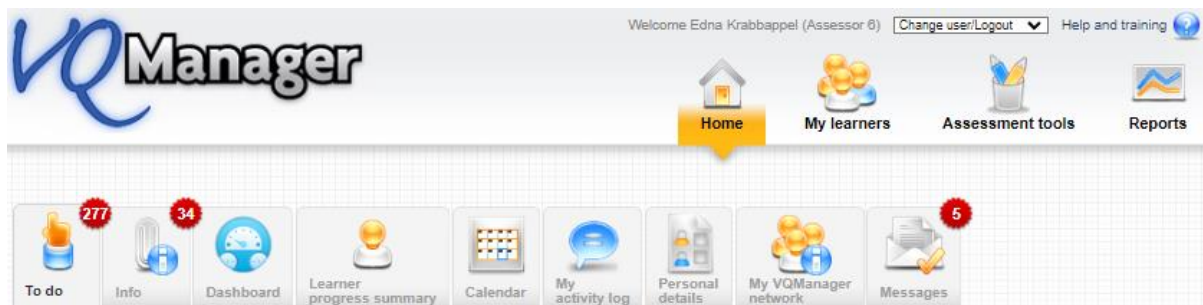 VQManager
Welcome Edna Krabbappel (Assessor 6) Change user/Logout Help and training ?
Home My learners Assessment tools Reports
277 34 5
To do Info Dashboard Learner progress summary Calendar My activity log Personal details My VQManager network Messages